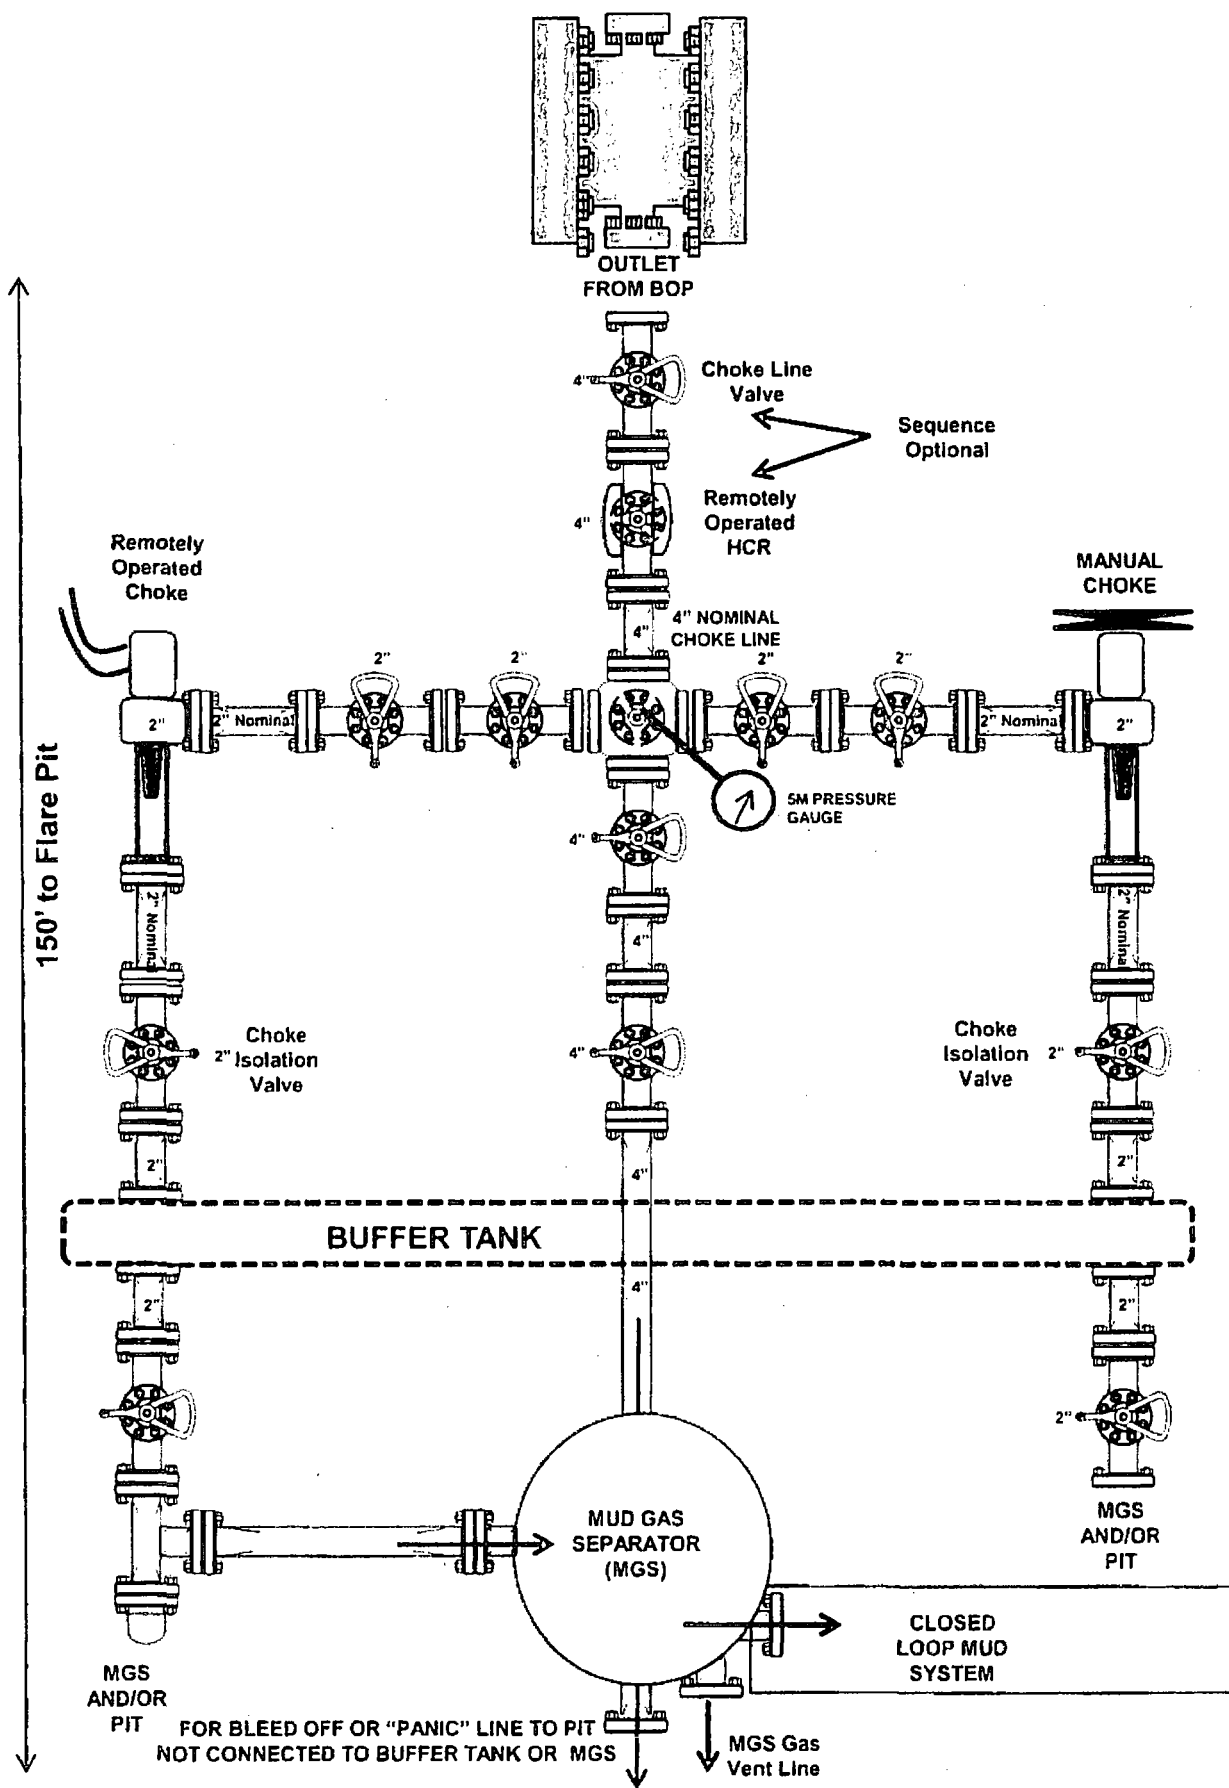 OUTLET
FROM BOP
4"
Choke Line
Valve
Sequence
Optional
4"
Remotely
Operated
HCR
Remotely
Operated
Choke
MANUAL
CHOKE
4"
4" NOMINAL
CHOKE LINE
2"
2"
2"
2"
2"
2" Nominal
2" Nominal
2"
5M PRESSURE
GAUGE
150' to Flare Pit
4"
2" Nominal
4"
2" Nominal
Choke
Isolation
Valve
2"
4"
Choke
Isolation
Valve
2"
2"
4"
2"
BUFFER TANK
2"
4"
2"
2"
MUD GAS
SEPARATOR
(MGS)
MGS
AND/OR
PIT
CLOSED
LOOP MUD
SYSTEM
MGS
AND/OR
PIT
FOR BLEED OFF OR "PANIC" LINE TO PIT
NOT CONNECTED TO BUFFER TANK OR MGS
MGS Gas
Vent Line